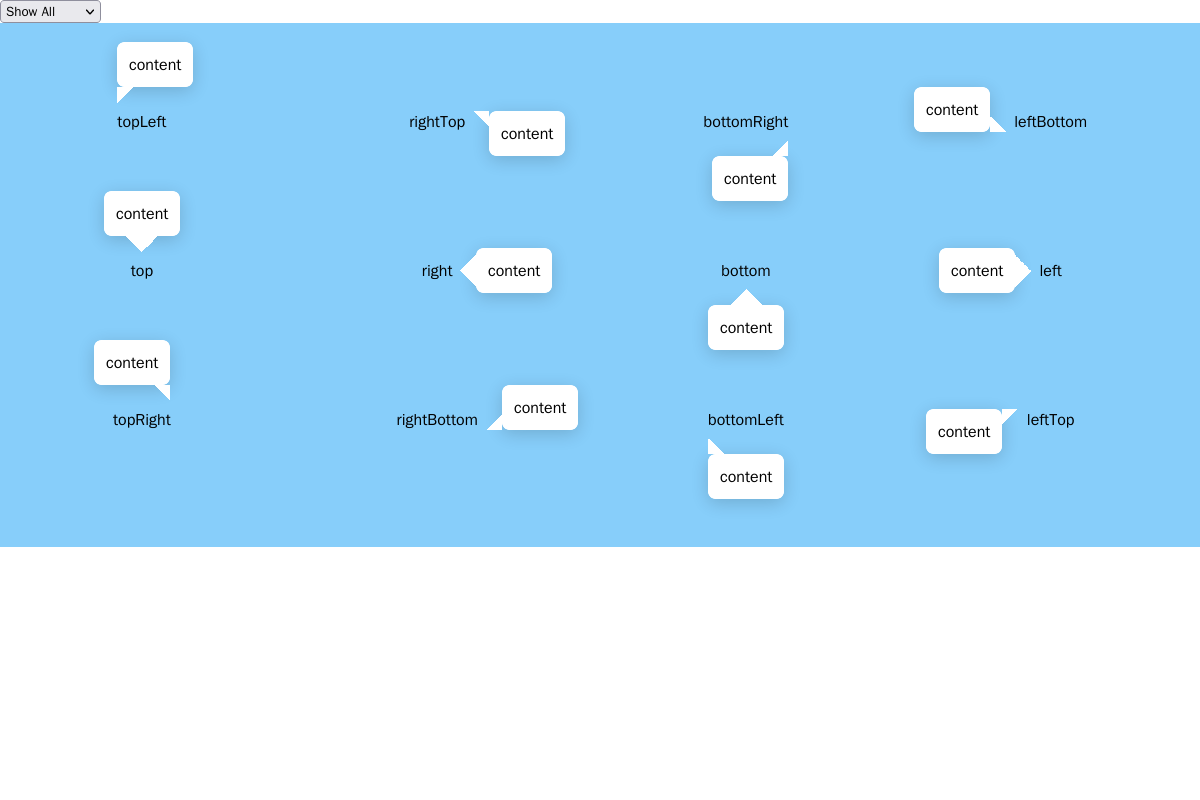 Show All
content
topLeft
rightTop
content
bottomRight
content
content
leftBottom
content
top
right
content
bottom
content
content
left
content
topRight
rightBottom
content
bottomLeft
content
content
leftTop